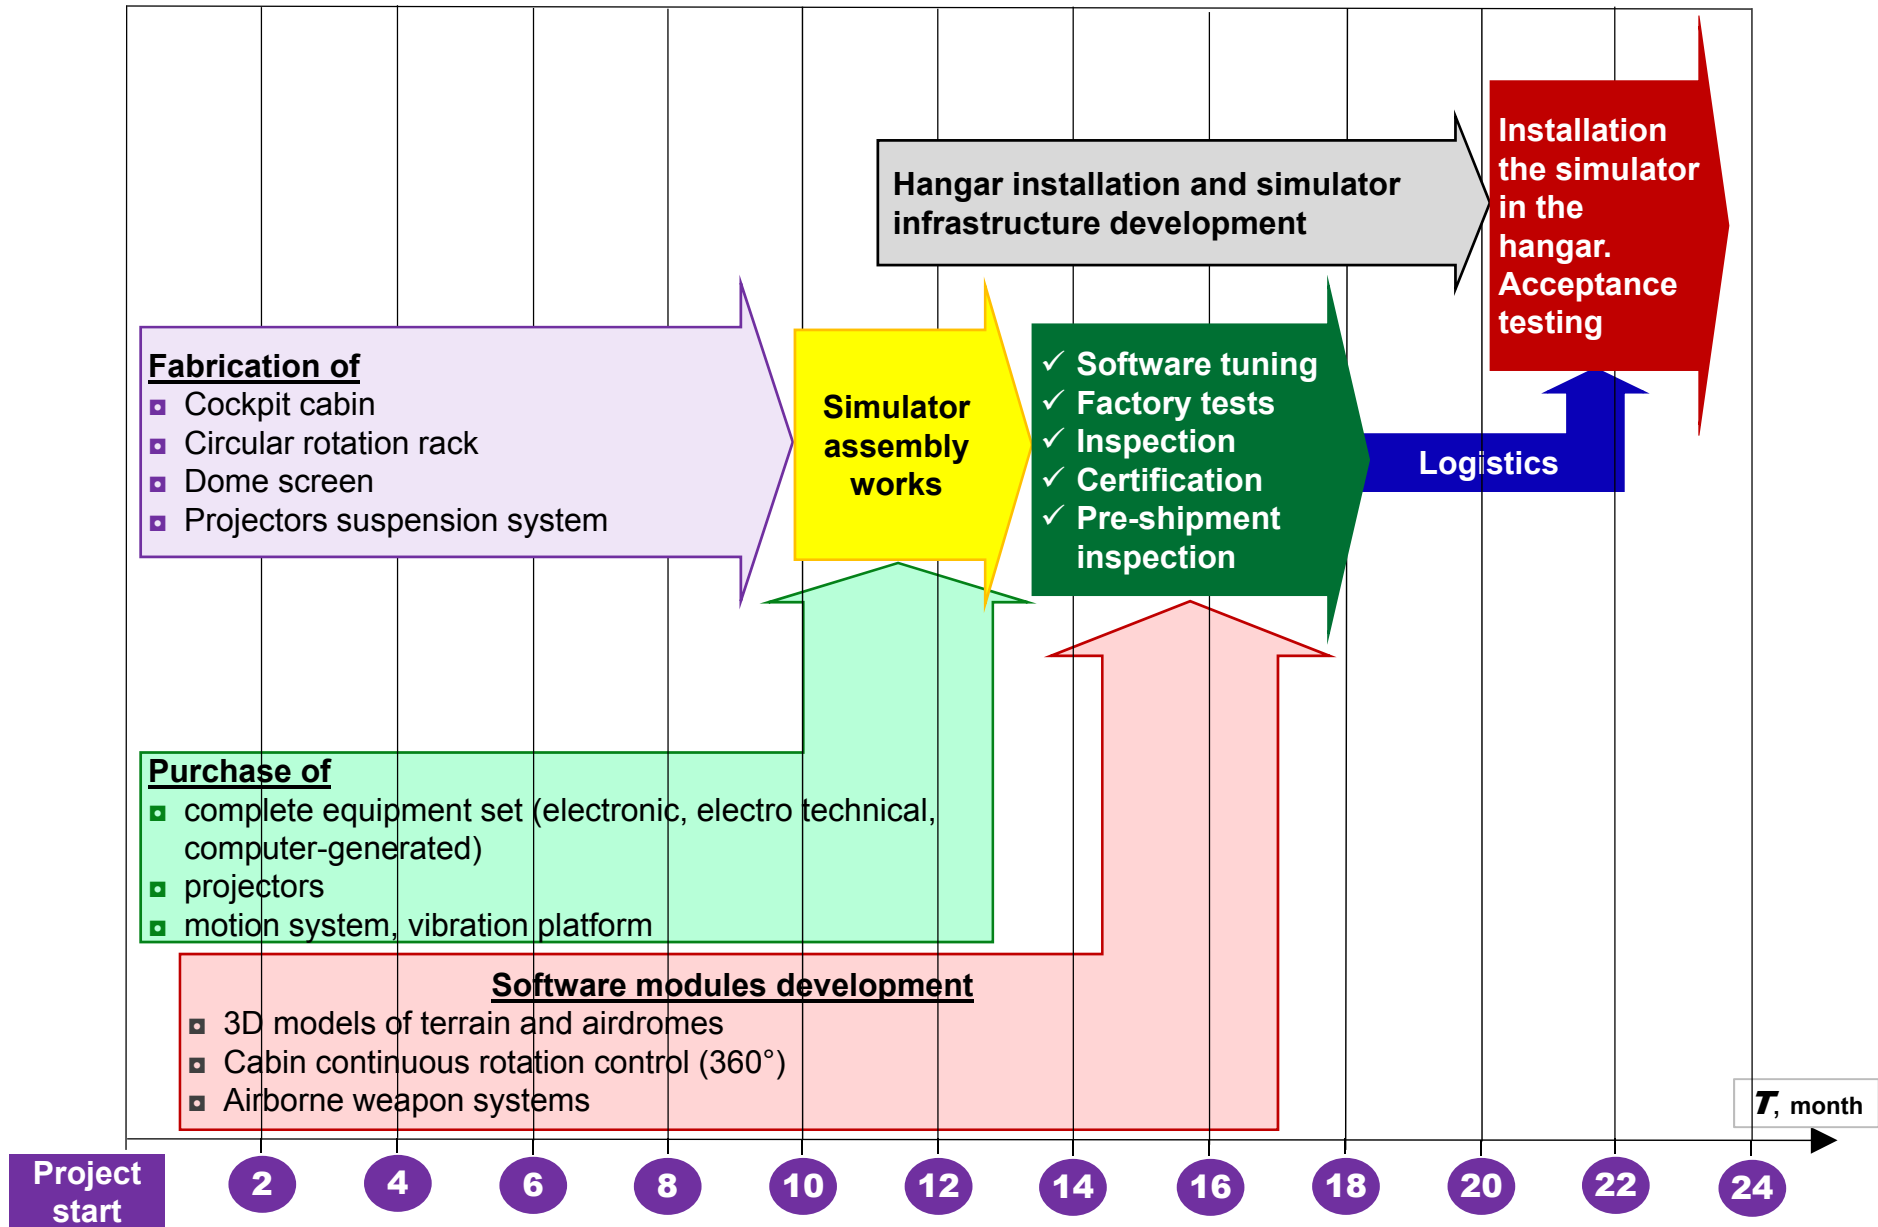 Installation
the simulator
in the
hangar.
Acceptance
testing
Hangar installation and simulator
infrastructure development
Fabrication of
Cockpit cabin
Circular rotation rack
Dome screen
Projectors suspension system
Simulator
assembly
works
✓ Software tuning
✓ Factory tests
✓ Inspection
✓ Certification
✓ Pre-shipment
inspection
Logistics
Purchase of
complete equipment set (electronic, electro technical,
computer-generated)
projectors
motion system, vibration platform
Software modules development
3D models of terrain and airdromes
Cabin continuous rotation control (360°)
Airborne weapon systems
T, month
Project
start
2 4 6 8 10 12 14 16 18 20 22 24